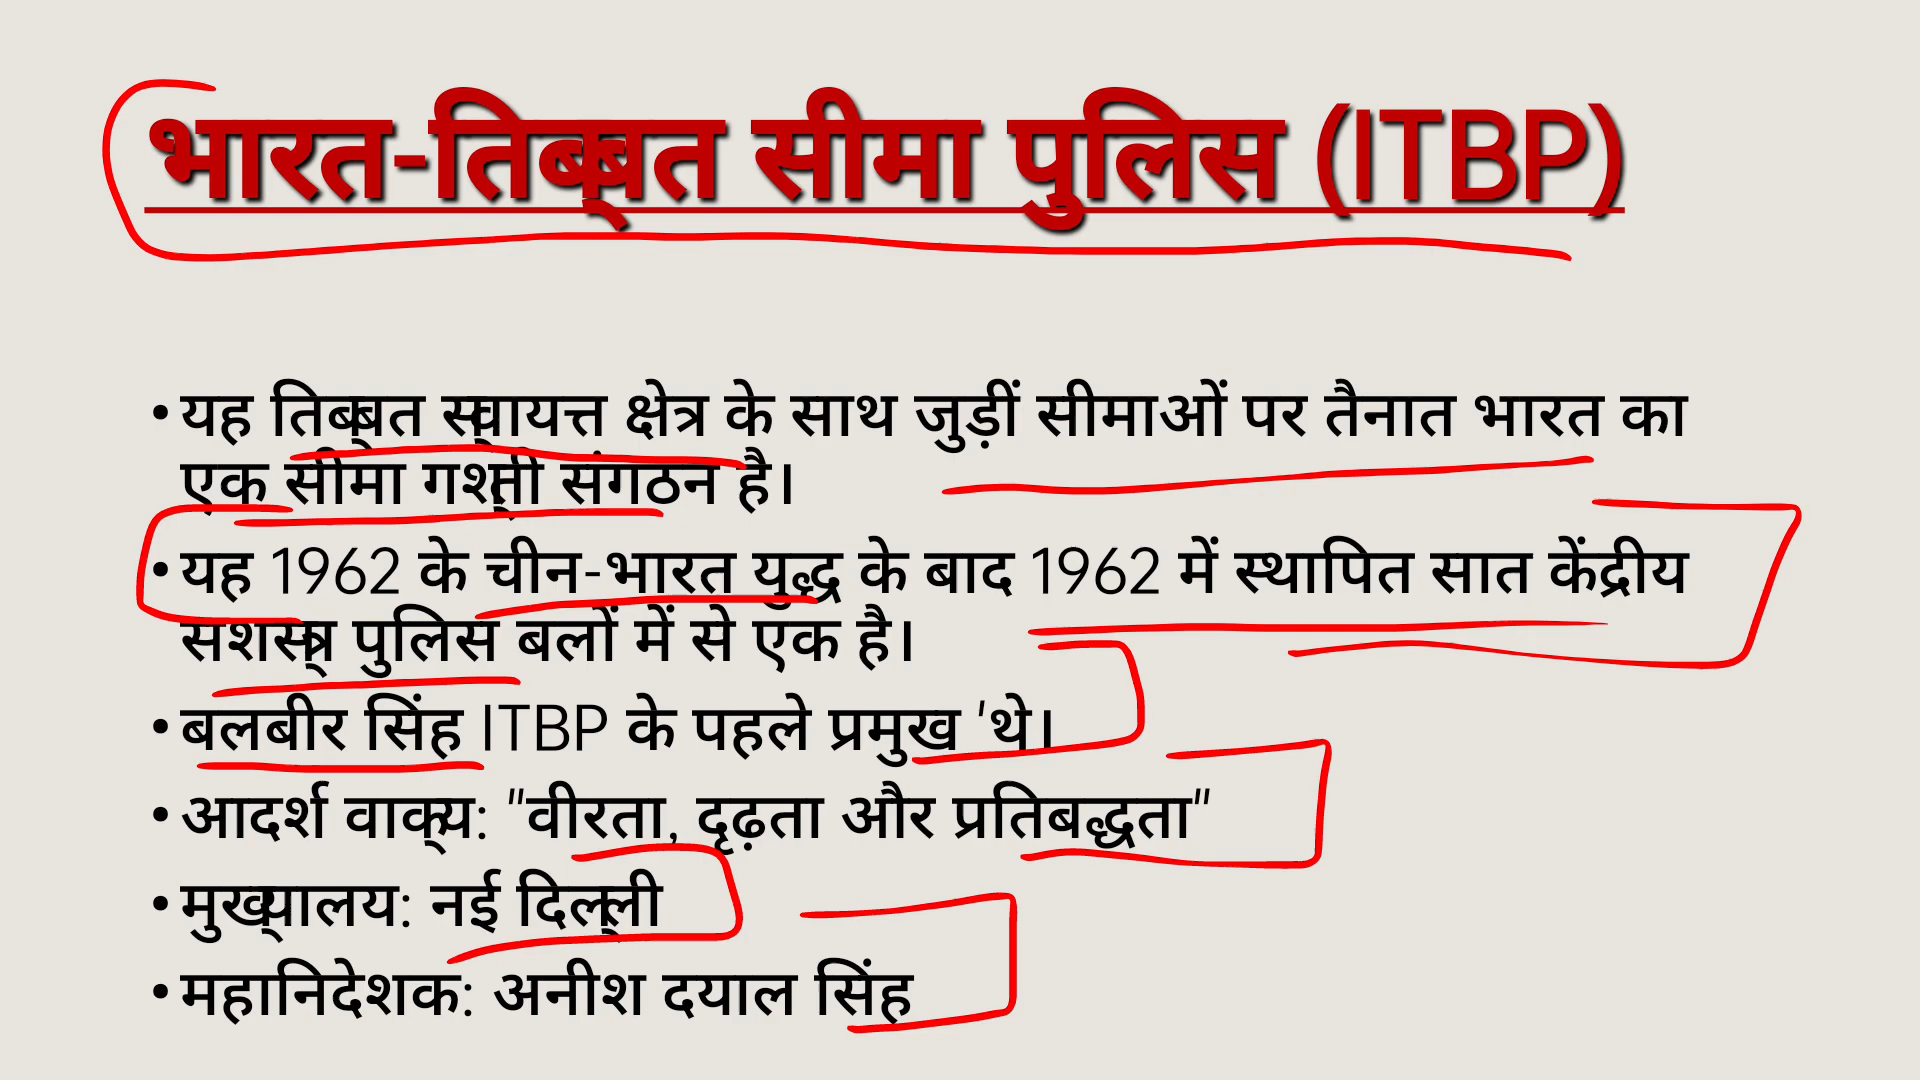 भारत-तिब्बत सीमा पुलिस (ITBP)
• यह तिब्बत स्वायत्त क्षेत्र के साथ जुड़ीं सीमाओं पर तैनात भारत का
एक सीमा गश्ती संगठन है।
• यह 1962 के चीन-भारत युद्ध के बाद 1962 में स्थापित सात केंद्रीय
सशस्त्र पुलिस बलों में से एक है।
• बलबीर सिंह ITBP के पहले प्रमुख 'थे।
• आदर्श वाक्य: "वीरता, दृढ़ता और प्रतिबद्धता"
• मुख्यालय: नई दिल्ली
• महानिदेशक: अनीश दयाल सिंह